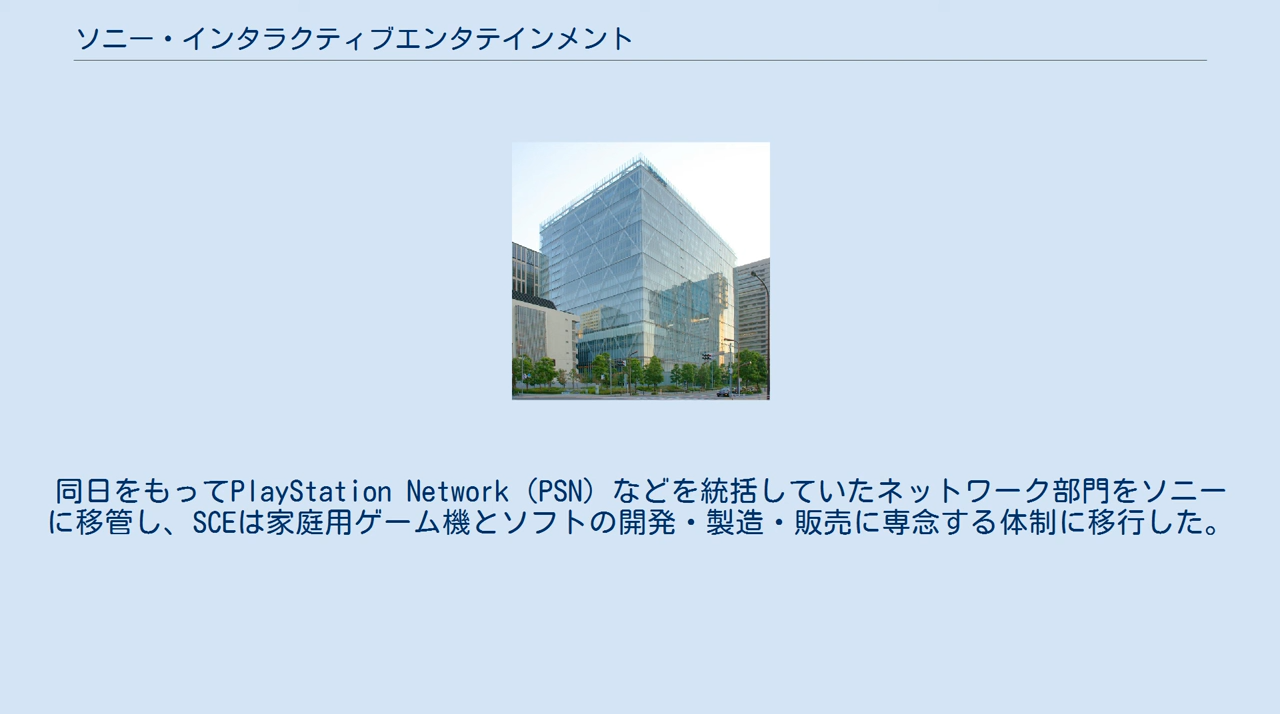 ソニー・インタラクティブエンタテインメント
同日をもってPlayStation Network（PSN）などを統括していたネットワーク部門をソニー
に移管し、SCEは家庭用ゲーム機とソフトの開発・製造・販売に専念する体制に移行した。